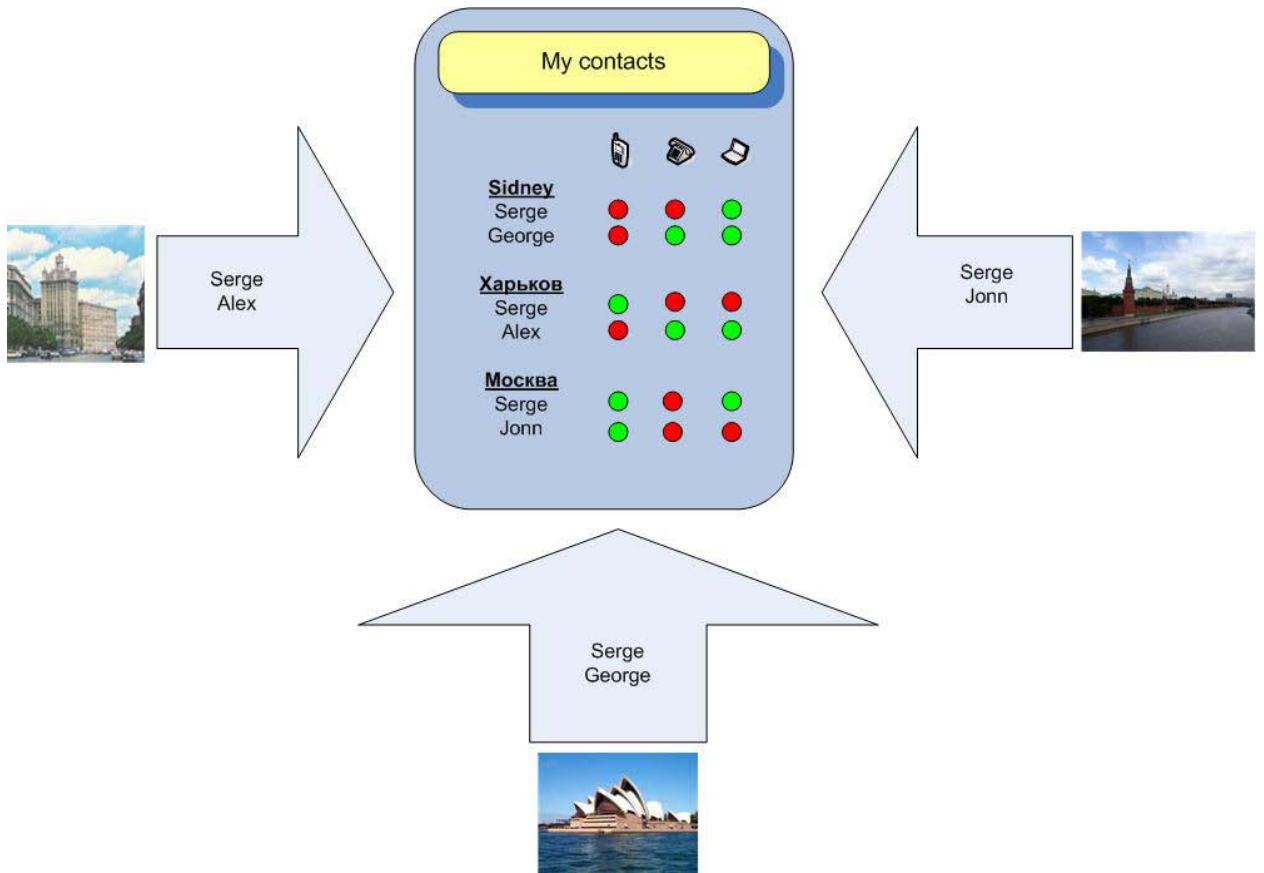 My contacts
Sidney
Serge
George
Харьков
Serge
Alex
Москва
Serge
Jonn
Serge
Alex
Serge
Jonn
Serge
George